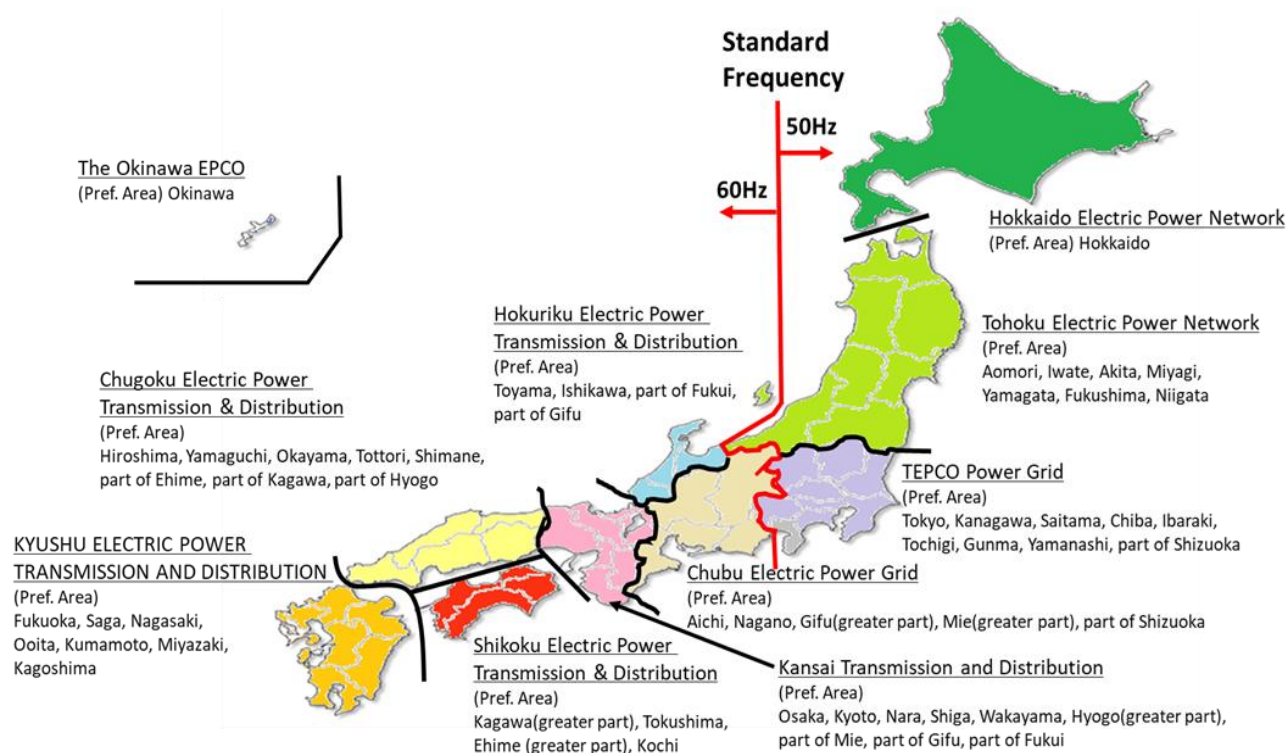 Standard
Frequency
50Hz
60Hz
The Okinawa EPCO
(Pref. Area) Okinawa
Hokkaido Electric Power Network
(Pref. Area) Hokkaido
Hokuriku Electric Power
Transmission & Distribution
(Pref. Area)
Toyama, Ishikawa, part of Fukui,
part of Gifu
Tohoku Electric Power Network
(Pref. Area)
Aomori, Iwate, Akita, Miyagi,
Yamagata, Fukushima, Niigata
Chugoku Electric Power
Transmission & Distribution
(Pref. Area)
Hiroshima, Yamaguchi, Okayama, Tottori, Shimane,
part of Ehime, part of Kagawa, part of Hyogo
TEPCO Power Grid
(Pref. Area)
Tokyo, Kanagawa, Saitama, Chiba, Ibaraki,
Tochigi, Gunma, Yamanashi, part of Shizuoka
KYUSHU ELECTRIC POWER
TRANSMISSION AND DISTRIBUTION
(Pref. Area)
Fukuoka, Saga, Nagasaki,
Ooita, Kumamoto, Miyazaki,
Kagoshima
Chubu Electric Power Grid
(Pref. Area)
Aichi, Nagano, Gifu(greater part), Mie(greater part), part of Shizuoka
Shikoku Electric Power
Transmission & Distribution
(Pref. Area)
Kagawa(greater part), Tokushima,
Ehime (greater part), Kochi
Kansai Transmission and Distribution
(Pref. Area)
Osaka, Kyoto, Nara, Shiga, Wakayama, Hyogo(greater part),
part of Mie, part of Gifu, part of Fukui